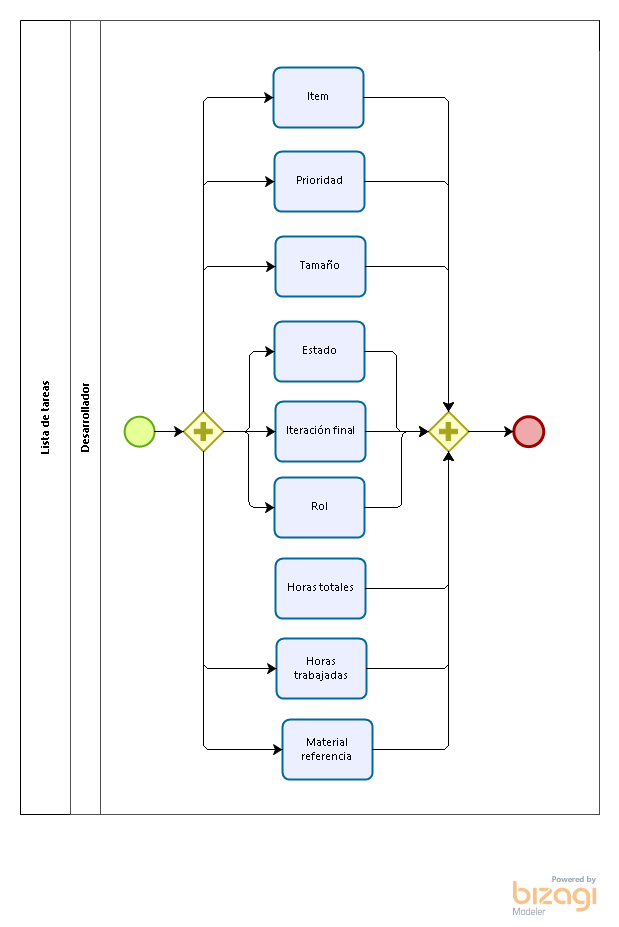 Lista de tareas
Desarrollador
Item
Prioridad
Tamaño
Estado
Iteración final
Rol
Horas totales
Horas
trabajadas
Material
referencia
Powered by
bizagi
Modeler